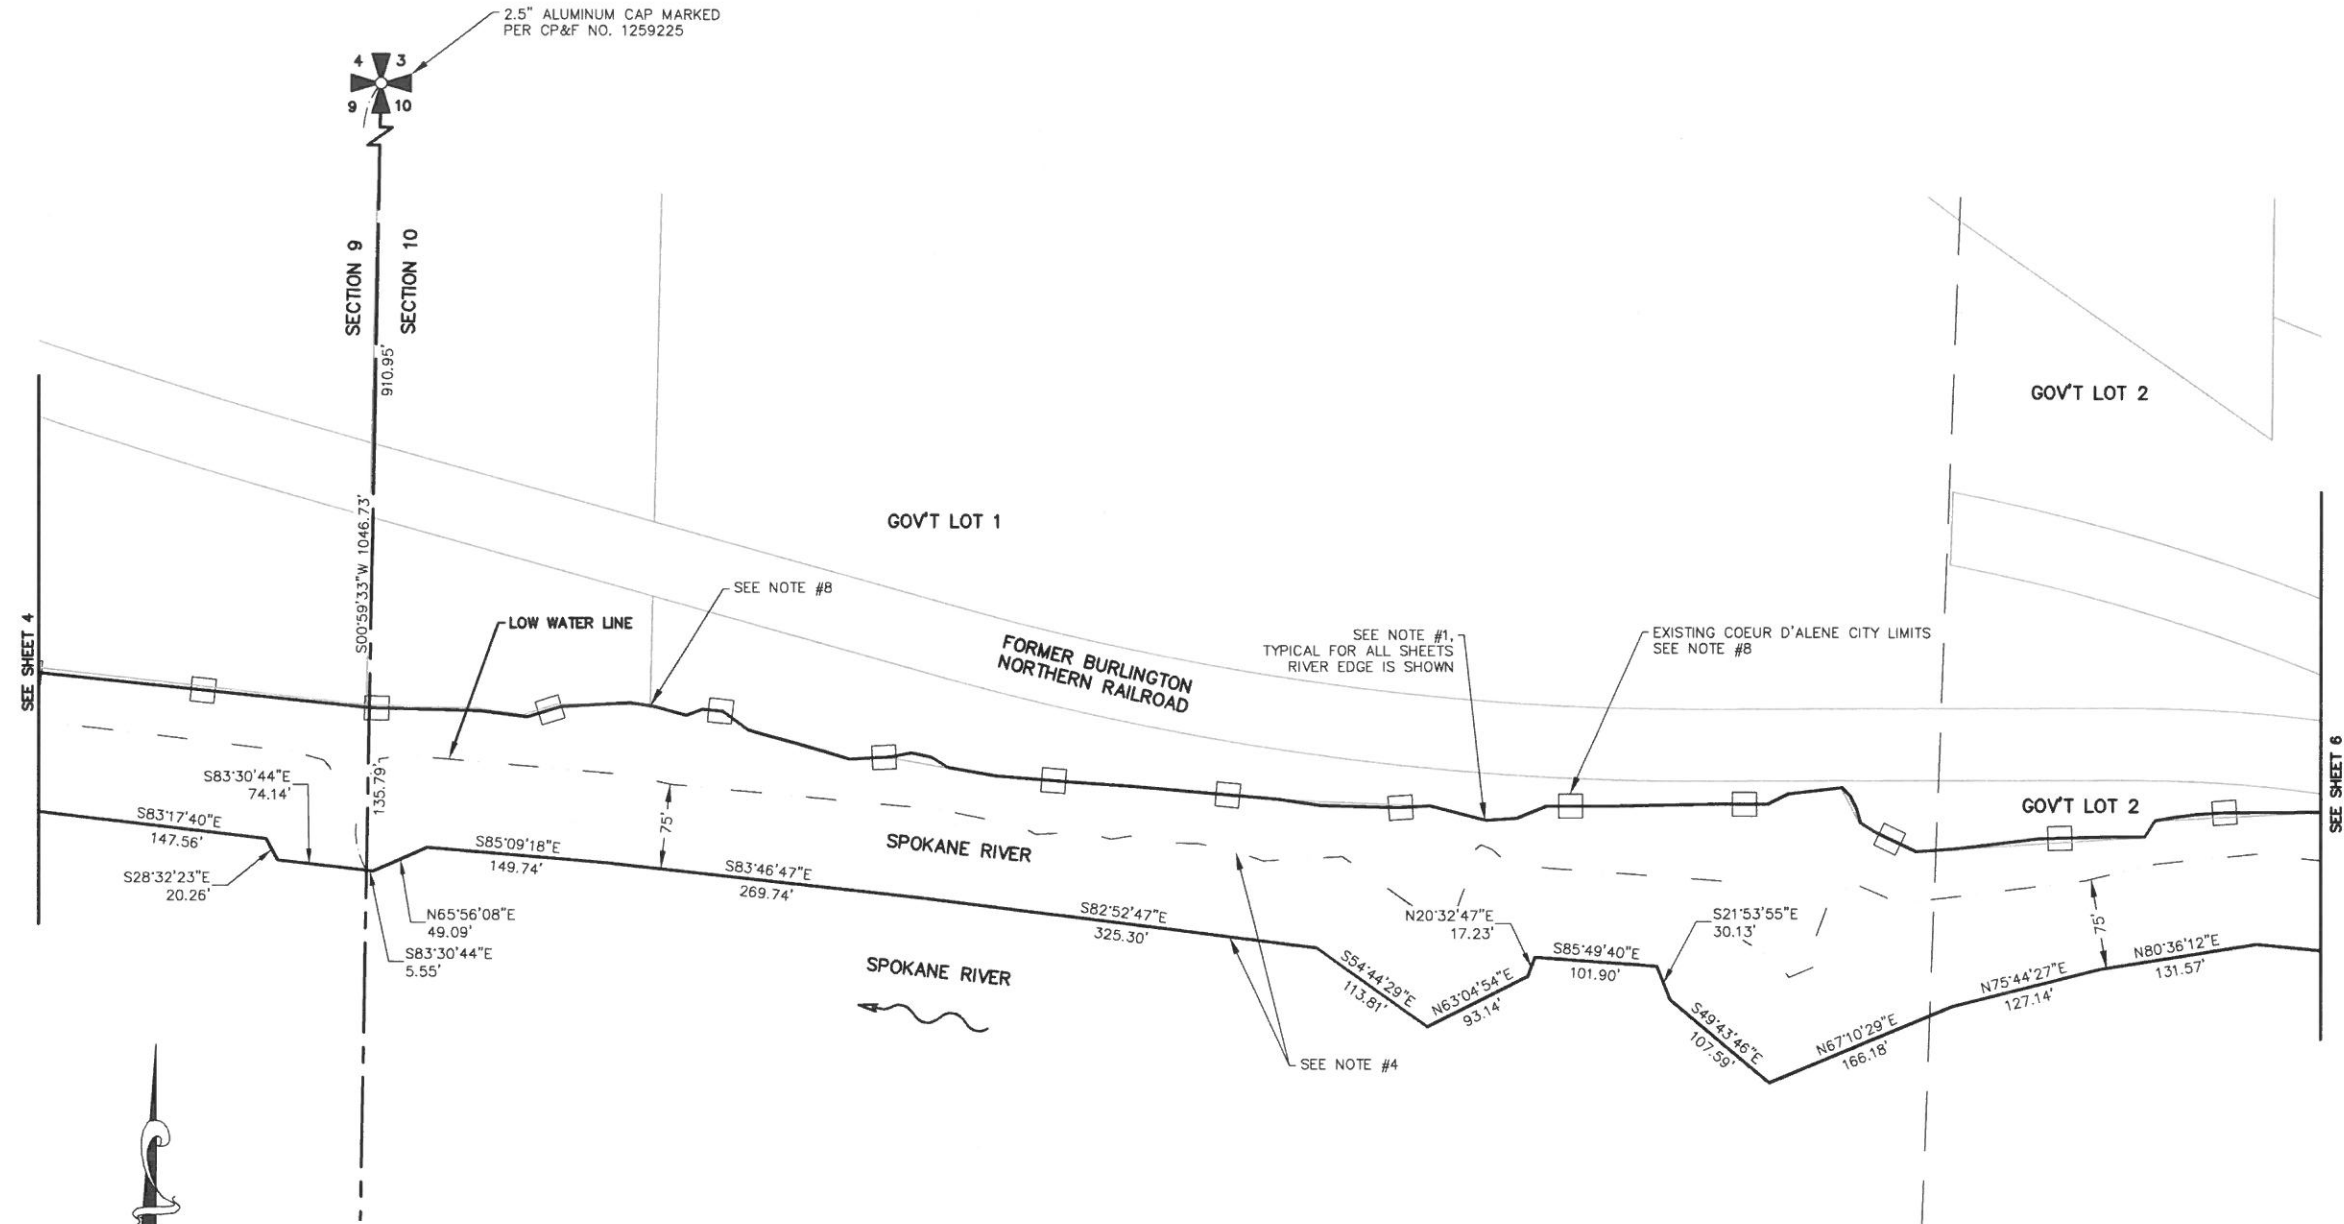 2.5" ALUMINUM CAP MARKED
PER CP&F NO. 1259225
4 3
9 10
SECTION 9
SECTION 10
910.95'
S00°59'33"W 1046.73'
135.79'
GOV'T LOT 2
GOV'T LOT 1
SEE NOTE #8
LOW WATER LINE
SEE SHEET 4
FORMER BURLINGTON
NORTHERN RAILROAD
SEE NOTE #1,
TYPICAL FOR ALL SHEETS
RIVER EDGE IS SHOWN
EXISTING COEUR D'ALENE CITY LIMITS
SEE NOTE #8
SEE SHEET 6
GOV'T LOT 2
S83°30'44"E
74.14'
S83°17'40"E
147.56'
S28°32'23"E
20.26'
N65°56'08"E
49.09'
S83°30'44"E
5.55'
S85°09'18"E
149.74'
75'
SPOKANE RIVER
S83°46'47"E
269.74'
S82°52'47"E
325.30'
SPOKANE RIVER
SEE NOTE #4
S54°44'29"E
113.81'
N63°04'54"E
93.14'
N20°32'47"E
17.23'
S85°49'40"E
101.90'
S21°53'55"E
30.13'
S49°43'46"E
107.59'
N67°10'29"E
166.18'
N75°44'27"E
127.14'
75'
N80°36'12"E
131.57'